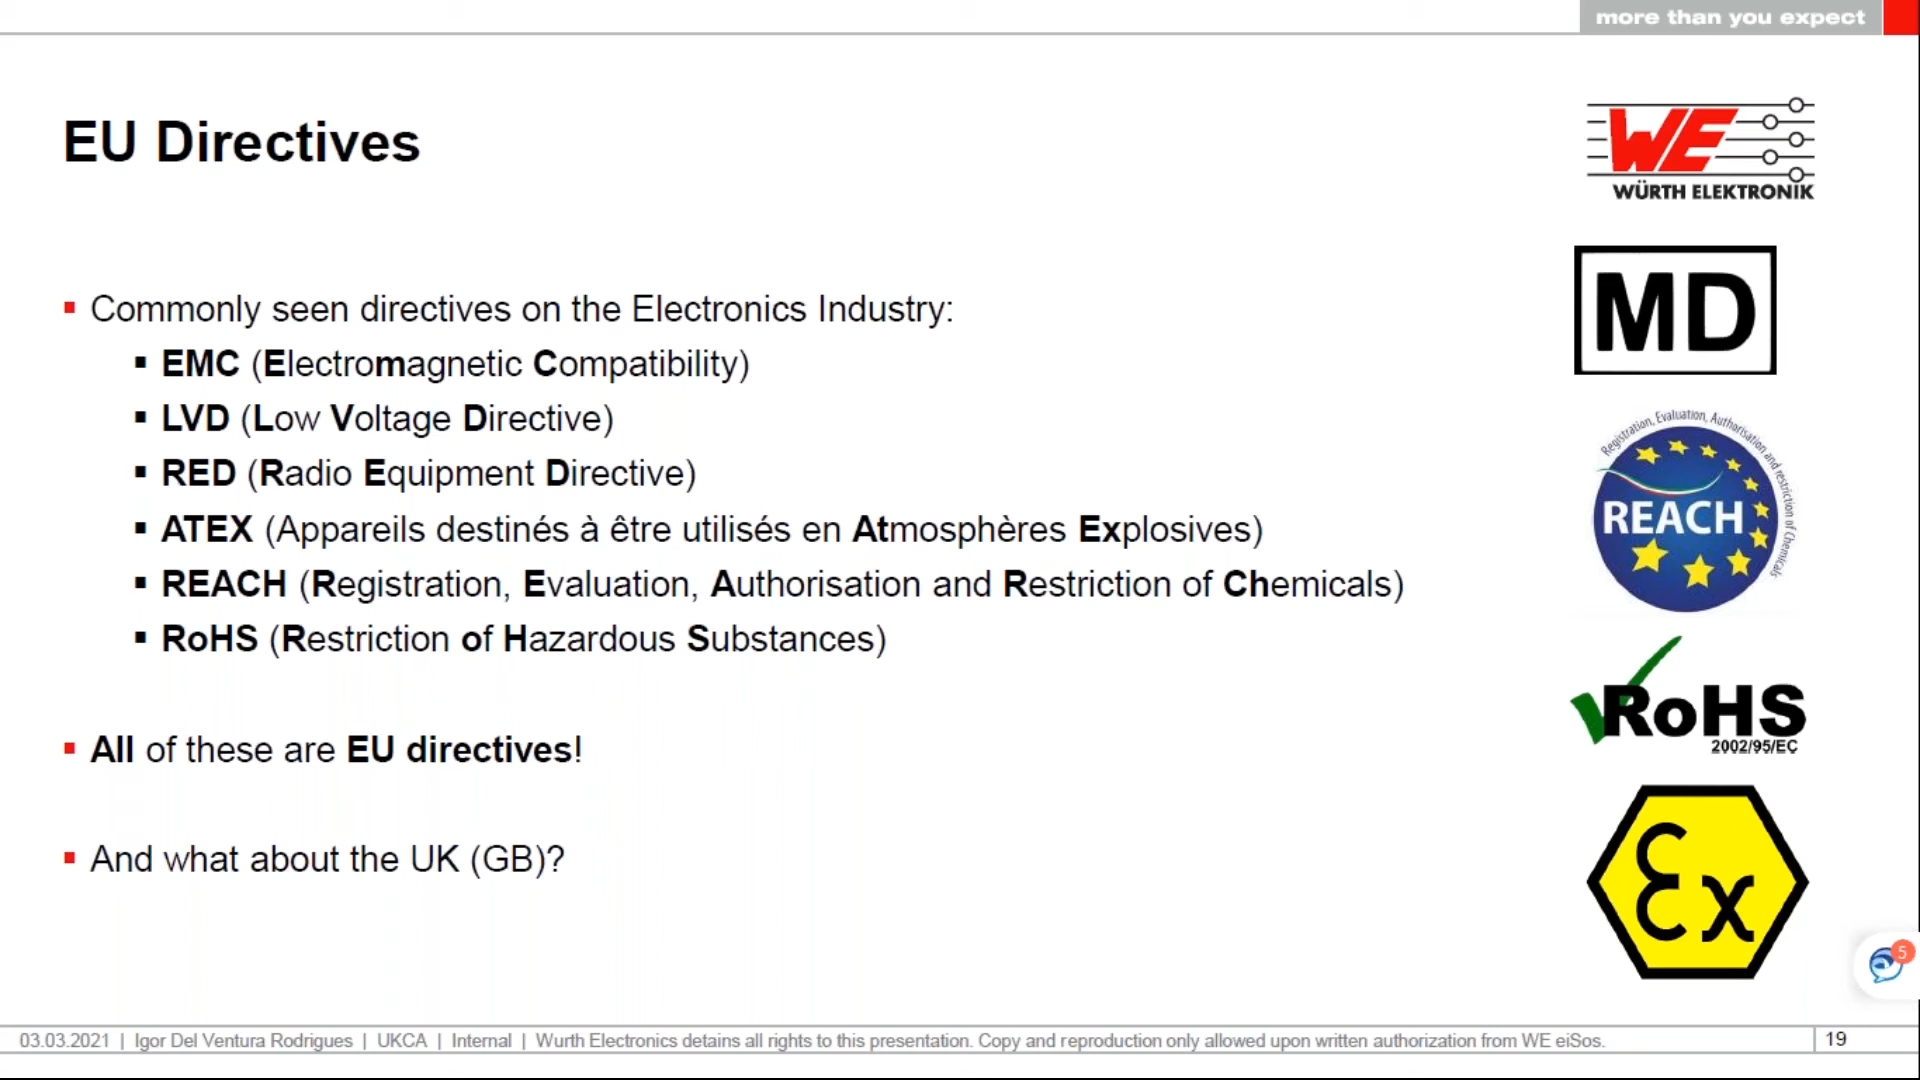 more than you expect
EU Directives
WE
WÜRTH ELEKTRONIK
MD
Commonly seen directives on the Electronics Industry:
EMC (Electromagnetic Compatibility)
LVD (Low Voltage Directive)
RED (Radio Equipment Directive)
ATEX (Appareils destinés à être utilisés en Atmosphères Explosives)
REACH (Registration, Evaluation, Authorisation and Restriction of Chemicals)
RoHS (Restriction of Hazardous Substances)
Registration, Evaluation, Authorisation and restriction of Chemicals
REACH
RoHS
2002/95/EC
All of these are EU directives!
And what about the UK (GB)?
Ex
5
03.03.2021 | Igor Del Ventura Rodrigues | UKCA | Internal | Wurth Electronics detains all rights to this presentation. Copy and reproduction only allowed upon written authorization from WE eiSos.
19